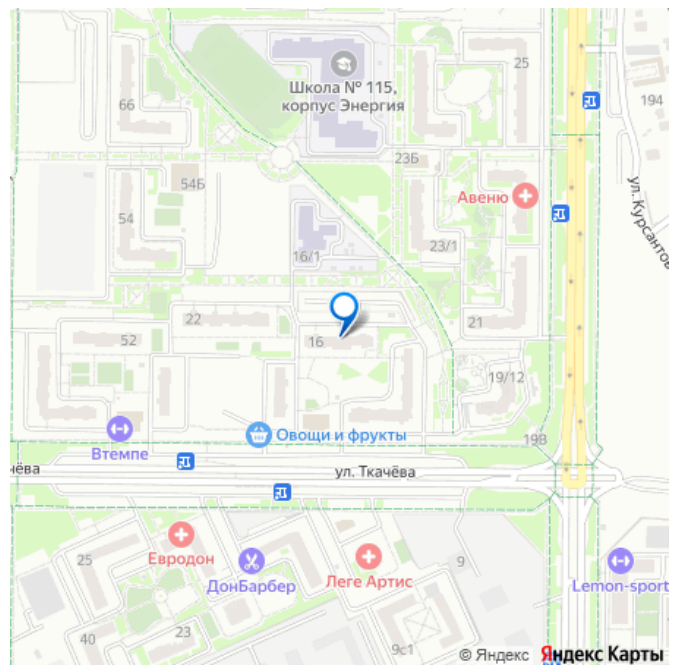 25
194
Школа № 115,
корпус Энергия
66
23Б
54Б
Авеню
ул. Курсантов
54
23/1
16/1
22
21
52
16
19/12
Втемпе
Овощи и фрукты
19В
чёва
ул. Ткачёва
25
Евродон
ДонБарбер
Леге Артис
9
Lemon-sport
40
23
9с1
© Яндекс Яндекс Карты